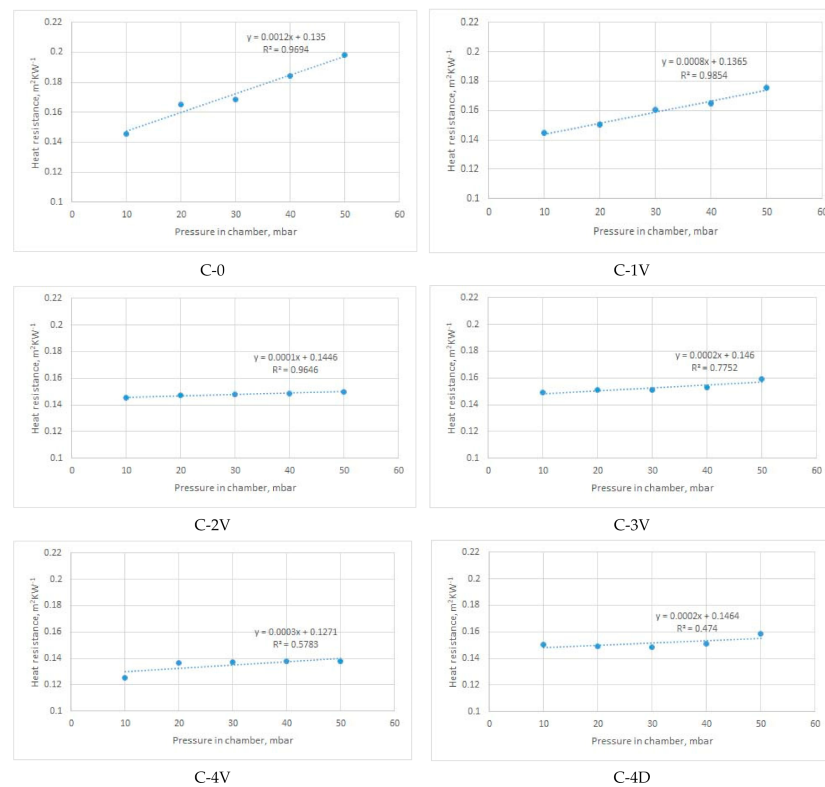 0.22
0.2
0.18
0.16
0.14
0.12
0.1
Heat resistance, m²KW⁻¹
y = 0.0012x + 0.135
R² = 0.9694
0 10 20 30 40 50 60
Pressure in chamber, mbar
C-0
0.22
0.2
0.18
0.16
0.14
0.12
0.1
Heat resistance, m²KW⁻¹
y = 0.0008x + 0.1365
R² = 0.9854
0 10 20 30 40 50 60
Pressure in chamber, mbar
C-1V
0.22
0.2
0.18
0.16
0.14
0.12
0.1
Heat resistance, m²KW⁻¹
y = 0.0001x + 0.1446
R² = 0.9646
0 10 20 30 40 50 60
Pressure in chamber, mbar
C-2V
0.22
0.2
0.18
0.16
0.14
0.12
0.1
Heat resistance, m²KW⁻¹
y = 0.0002x + 0.146
R² = 0.7752
0 10 20 30 40 50 60
Pressure in chamber, mbar
C-3V
0.22
0.2
0.18
0.16
0.14
0.12
0.1
Heat resistance, m²KW⁻¹
y = 0.0003x + 0.1271
R² = 0.5783
0 10 20 30 40 50 60
Pressure in chamber, mbar
C-4V
0.22
0.2
0.18
0.16
0.14
0.12
0.1
Heat resistance, m²KW⁻¹
y = 0.0002x + 0.1464
R² = 0.474
0 10 20 30 40 50 60
Pressure in chamber, mbar
C-4D